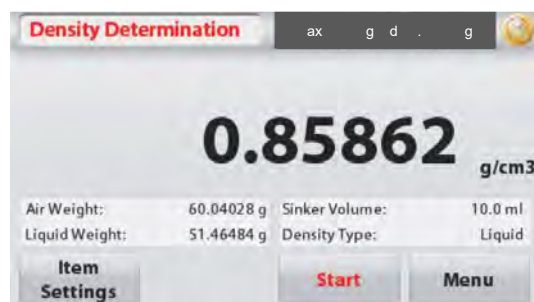 Density Determination
ax g d . g
0.85862 g/cm3
Air Weight: 60.04028 g Sinker Volume: 10.0 ml
Liquid Weight: 51.46484 g Density Type: Liquid
Item Settings Start Menu